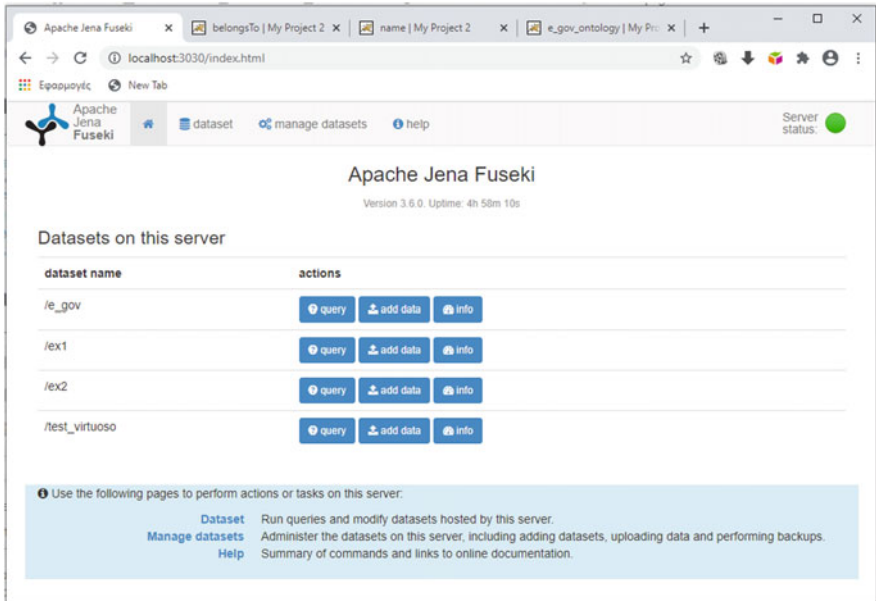 Apache Jena Fuseki
belongsTo | My Project 2
name | My Project 2
e_gov_ontology | My Pro
localhost:3030/index.html
Εφαρμογές
New Tab
Apache
Jena
Fuseki
dataset
manage datasets
help
Server
status:
Apache Jena Fuseki
Version 3.6.0. Uptime: 4h 58m 10s
Datasets on this server
dataset name actions
/e_gov query add data info
/ex1 query add data info
/ex2 query add data info
/test_virtuoso query add data info
Use the following pages to perform actions or tasks on this server:
Dataset Run queries and modify datasets hosted by this server.
Manage datasets Administer the datasets on this server, including adding datasets, uploading data and performing backups.
Help Summary of commands and links to online documentation.